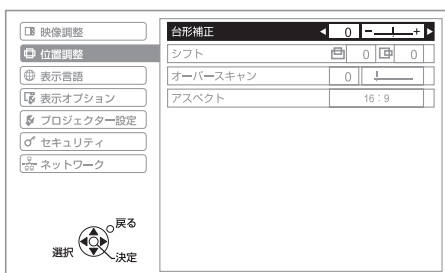 映像調整
位置調整
表示言語
表示オプション
プロジェクター設定
セキュリティ
ネットワーク
台形補正 0 - +
シフト 0 0
オーバースキャン 0
アスペクト 16:9
戻る
選択
決定